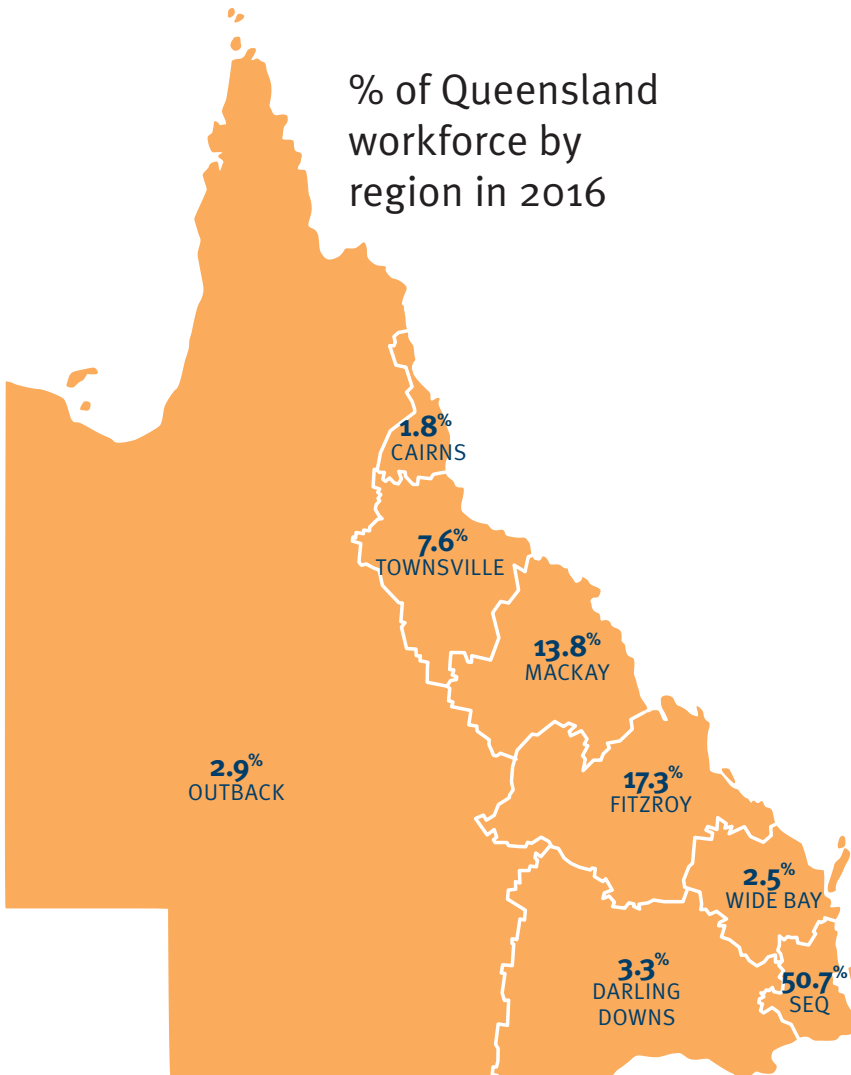 % of Queensland
workforce by
region in 2016
1.8%
CAIRNS
7.6%
TOWNSVILLE
13.8%
MACKAY
2.9%
OUTBACK
17.3%
FITZROY
2.5%
WIDE BAY
3.3%
DARLING
DOWNS
50.7%
SEQ